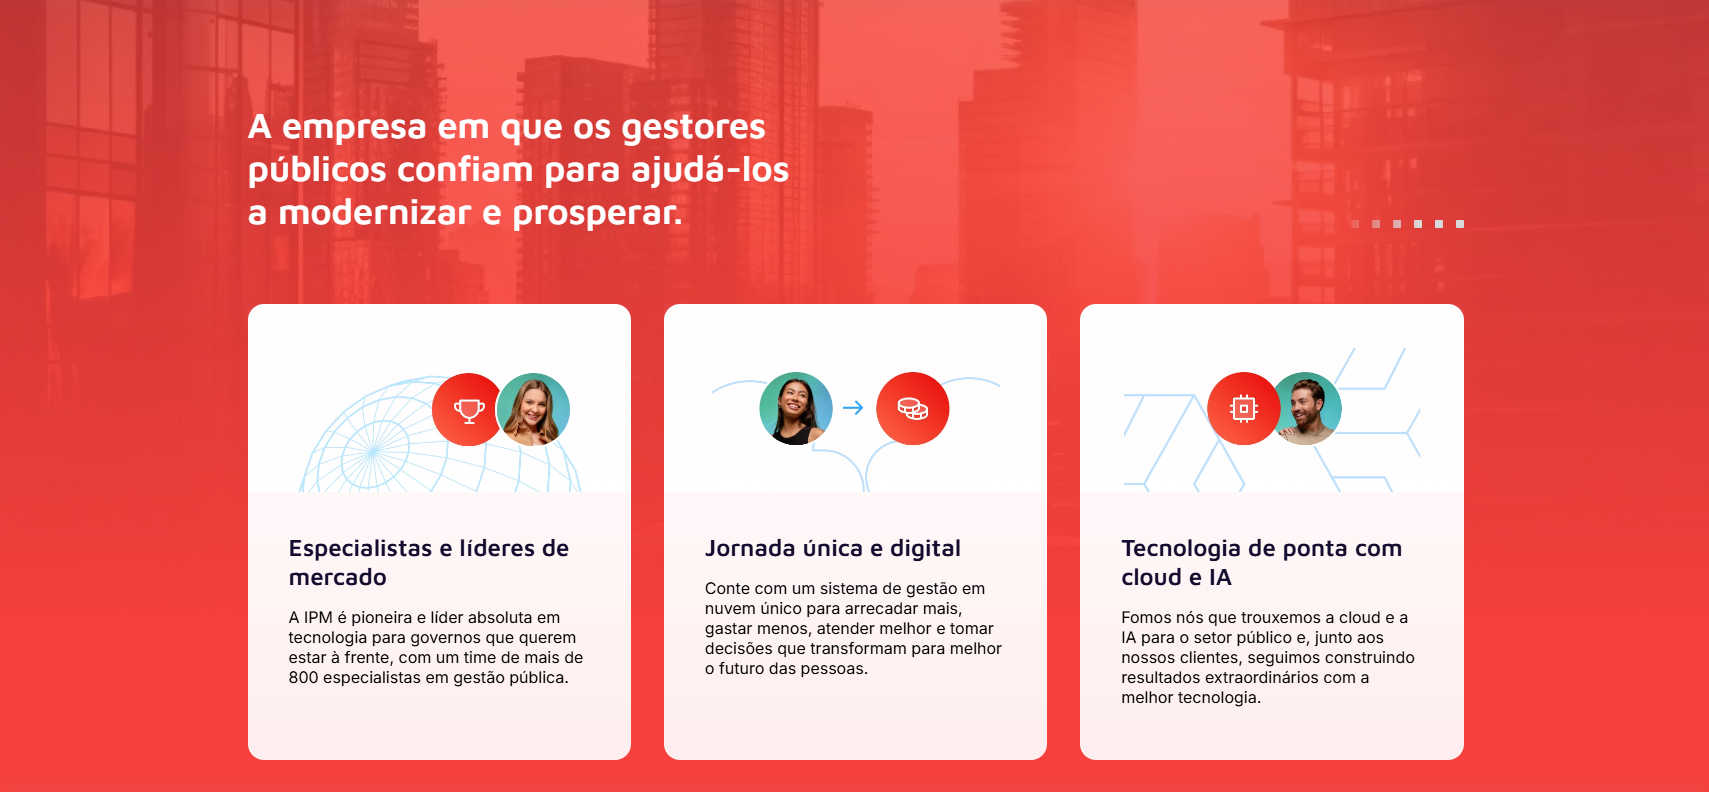 A empresa em que os gestores
públicos confiam para ajudá-los
a modernizar e prosperar.
Especialistas e líderes de
mercado
A IPM é pioneira e líder absoluta em
tecnologia para governos que querem
estar à frente, com um time de mais de
800 especialistas em gestão pública.
Jornada única e digital
Conte com um sistema de gestão em
nuvem único para arrecadar mais,
gastar menos, atender melhor e tomar
decisões que transformam para melhor
o futuro das pessoas.
Tecnologia de ponta com
cloud e IA
Fomos nós que trouxemos a cloud e a
IA para o setor público e, junto aos
nossos clientes, seguimos construindo
resultados extraordinários com a
melhor tecnologia.